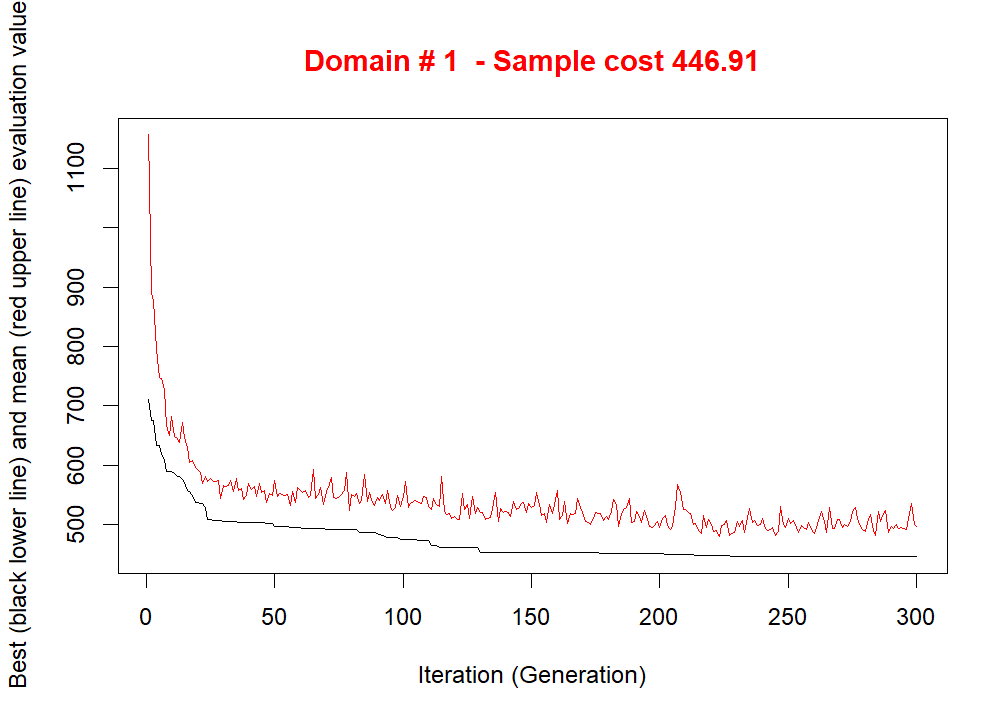 Domain # 1  - Sample cost 446.91
Best (black lower line) and mean (red upper line) evaluation value
1100
900
800
700
600
500
0 50 100 150 200 250 300
Iteration (Generation)